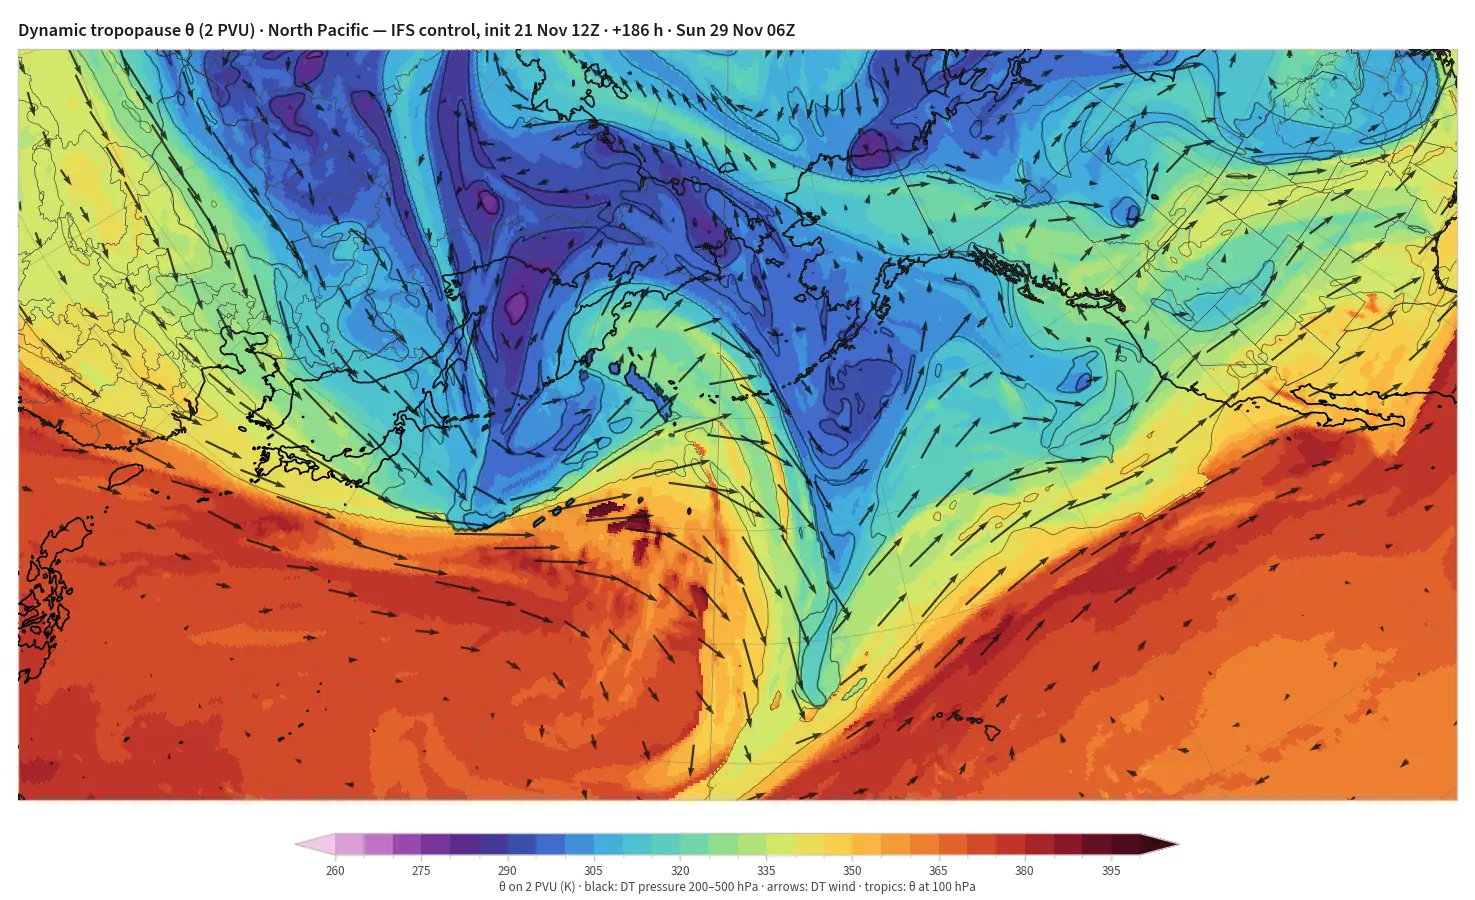 Dynamic tropopause θ (2 PVU) · North Pacific — IFS control, init 21 Nov 12Z · +186 h · Sun 29 Nov 06Z
260 275 290 305 320 335 350 365 380 395
θ on 2 PVU (K) · black: DT pressure 200–500 hPa · arrows: DT wind · tropics: θ at 100 hPa